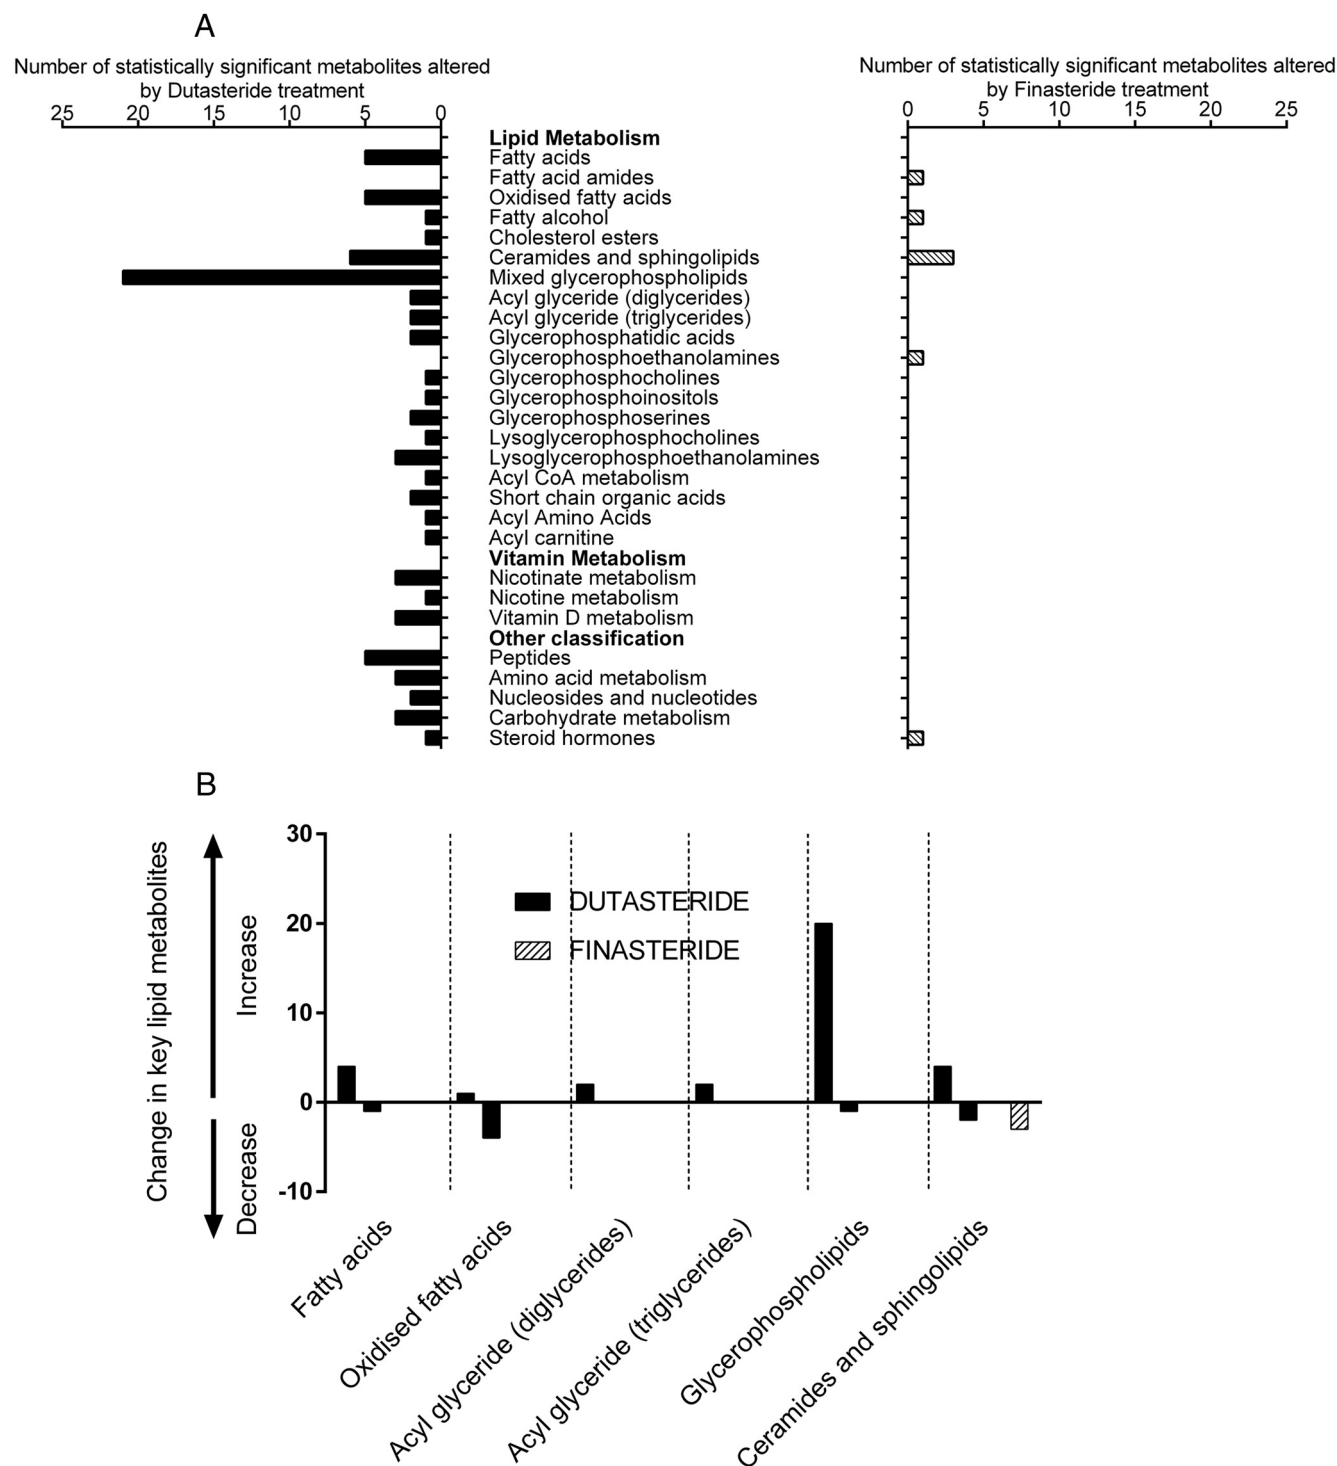 A
Number of statistically significant metabolites altered
by Dutasteride treatment
25 20 15 10 5 0
Number of statistically significant metabolites altered
by Finasteride treatment
0 5 10 15 20 25
Lipid Metabolism
Fatty acids
Fatty acid amides
Oxidised fatty acids
Fatty alcohol
Cholesterol esters
Ceramides and sphingolipids
Mixed glycerophospholipids
Acyl glyceride (diglycerides)
Acyl glyceride (triglycerides)
Glycerophosphatidic acids
Glycerophosphoethanolamines
Glycerophosphocholines
Glycerophosphoinositols
Glycerophosphoserines
Lysoglycerophosphocholines
Lysoglycerophosphoethanolamines
Acyl CoA metabolism
Short chain organic acids
Acyl Amino Acids
Acyl carnitine
Vitamin Metabolism
Nicotinate metabolism
Nicotine metabolism
Vitamin D metabolism
Other classification
Peptides
Amino acid metabolism
Nucleosides and nucleotides
Carbohydrate metabolism
Steroid hormones
B
Change in key lipid metabolites
Increase
Decrease
30
20
10
0
-10
DUTASTERIDE
FINASTERIDE
Fatty acids
Oxidised fatty acids
Acyl glyceride (diglycerides)
Acyl glyceride (triglycerides)
Glycerophospholipids
Ceramides and sphingolipids